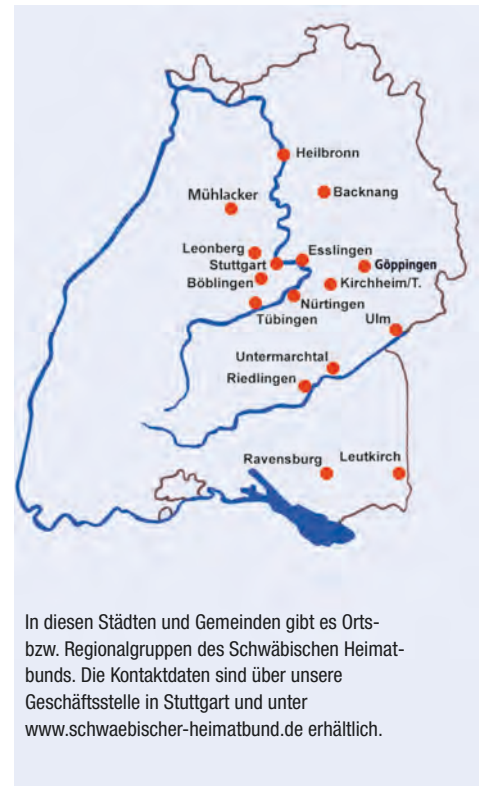 Heilbronn
Mühlacker
Backnang
Leonberg
Esslingen
Stuttgart
Göppingen
Böblingen
Kirchheim/T.
Nürtingen
Tübingen
Ulm
Untermarchtal
Riedlingen
Ravensburg
Leutkirch
In diesen Städten und Gemeinden gibt es Orts-
bzw. Regionalgruppen des Schwäbischen Heimat-
bunds. Die Kontaktdaten sind über unsere
Geschäftsstelle in Stuttgart und unter
www.schwaebischer-heimatbund.de erhältlich.